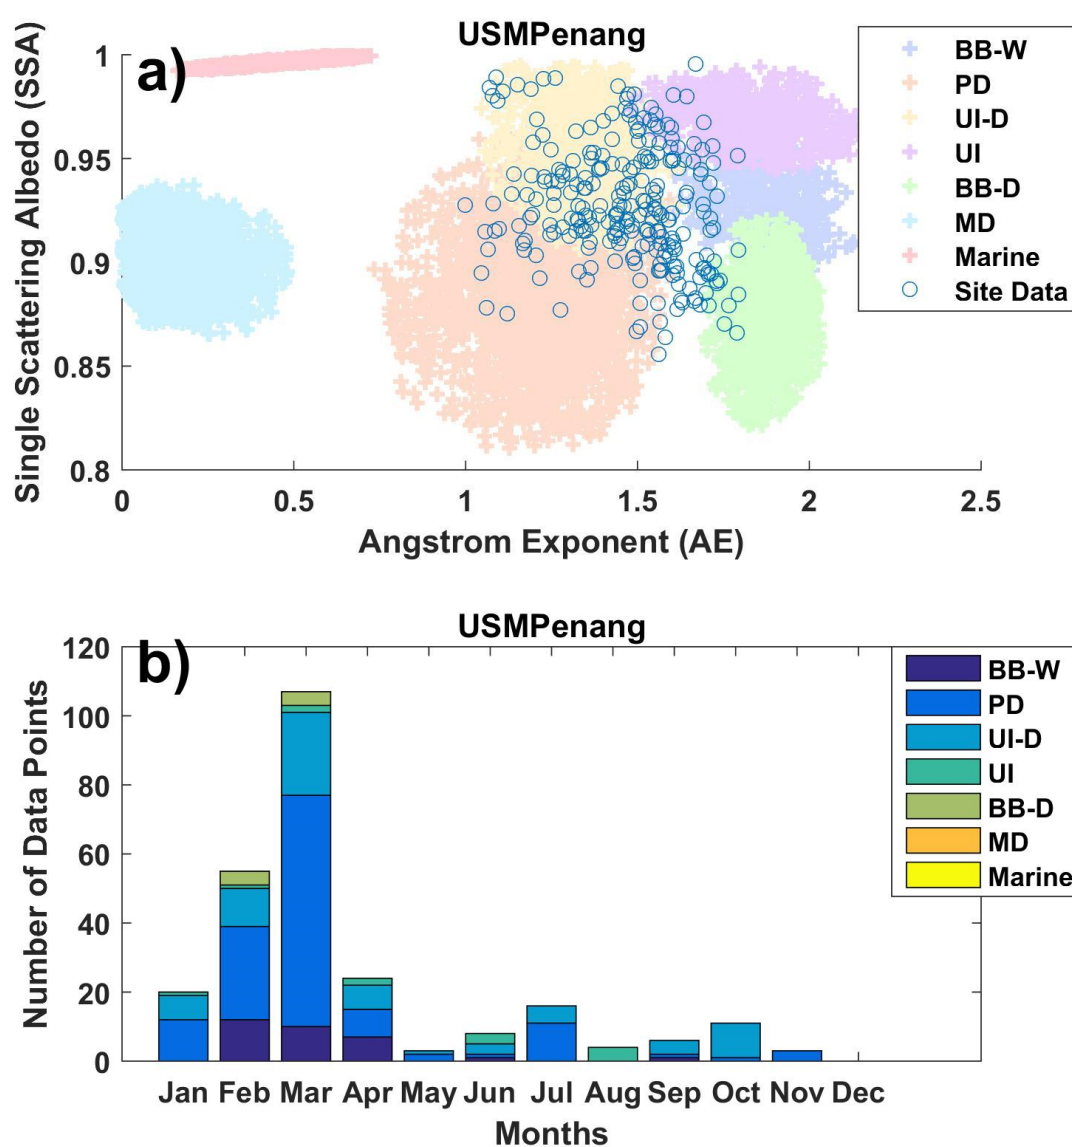 USMPenang
a)
BB-W
PD
UI-D
UI
BB-D
MD
Marine
Site Data
Single Scattering Albedo (SSA)
1
0.95
0.9
0.85
0.8
0 0.5 1 1.5 2 2.5
Angstrom Exponent (AE)
USMPenang
b)
BB-W
PD
UI-D
UI
BB-D
MD
Marine
Number of Data Points
120
100
80
60
40
20
0
Jan Feb Mar Apr May Jun Jul Aug Sep Oct Nov Dec
Months